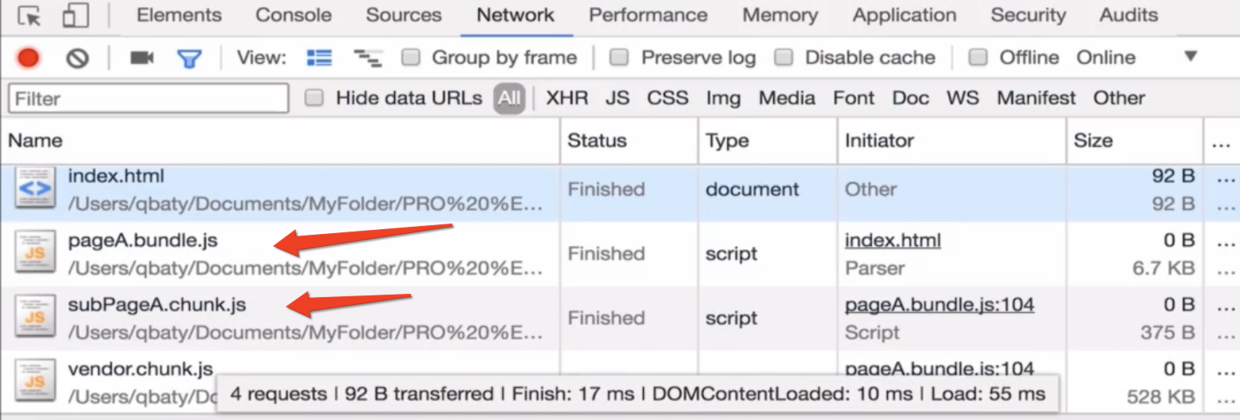 Elements Console Sources Network Performance Memory Application Security Audits
View: Group by frame Preserve log Disable cache Offline Online
Filter Hide data URLs All XHR JS CSS Img Media Font Doc WS Manifest Other
Name Status Type Initiator Size ...
index.html Finished document Other 92 B ...
/Users/qbaty/Documents/MyFolder/PRO%20%E... 92 B ...
pageA.bundle.js Finished script index.html 0 B ...
JS /Users/qbaty/Documents/MyFolder/PRO%20%E... Parser 6.7 KB ...
subPageA.chunk.js Finished script pageA.bundle.js:104 0 B ...
JS /Users/qbaty/Documents/MyFolder/PRO%20%E... Script 375 B ...
vendor.chunk.js pageA.bundle.js:104 0 B ...
JS /Users/qbaty/Dc 528 KB ...
4 requests | 92 B transferred | Finish: 17 ms | DOMContentLoaded: 10 ms | Load: 55 ms